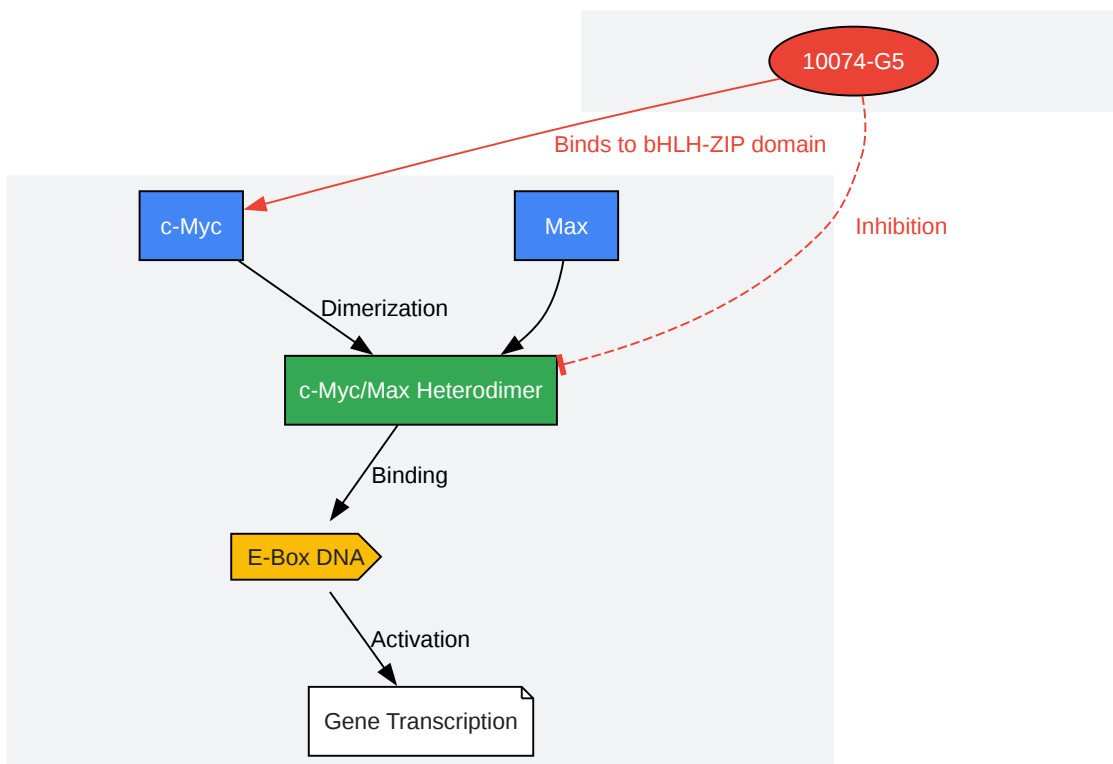 10074-G5
Binds to bHLH-ZIP domain
c-Myc
Max
Inhibition
Dimerization
c-Myc/Max Heterodimer
Binding
E-Box DNA
Activation
Gene Transcription